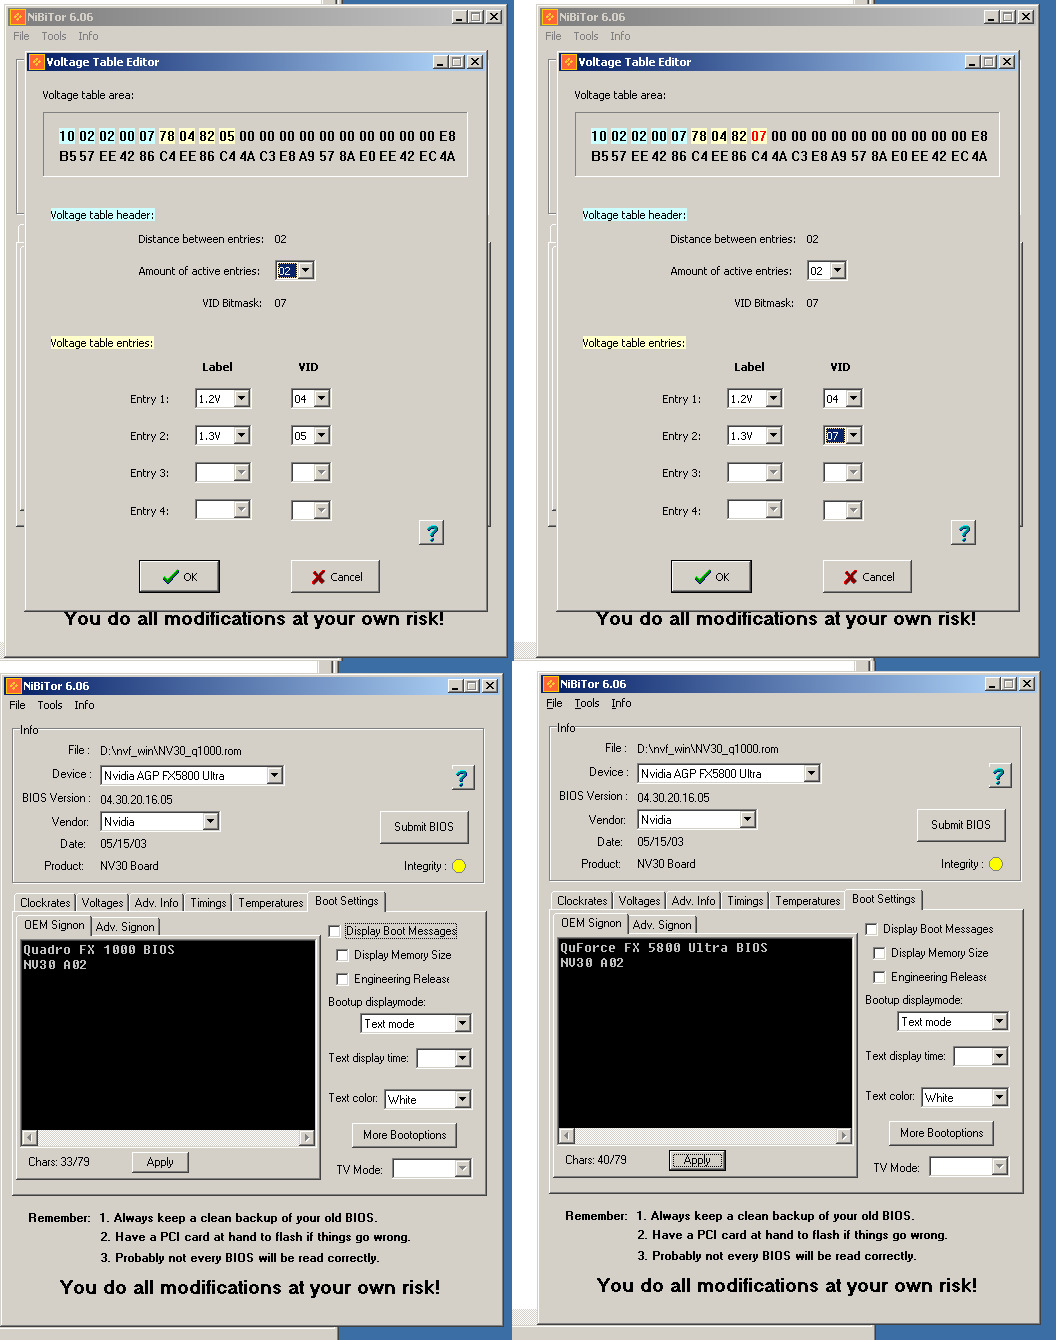 NiBiTor 6.06
File Tools Info
Voltage Table Editor
Voltage table area:
10 02 02 00 07 78 04 82 05 00 00 00 00 00 00 00 00 00 00 E8
B5 57 EE 42 86 C4 EE 86 C4 4A C3 E8 A9 57 8A E0 EE 42 EC 4A
Voltage table header:
Distance between entries: 02
Amount of active entries: 02
VID Bitmask: 07
Voltage table entries:
Label VID
Entry 1: 1.2V 04
Entry 2: 1.3V 05
Entry 3:
Entry 4:
?
OK Cancel
You do all modifications at your own risk!
NiBiTor 6.06
File Tools Info
Voltage Table Editor
Voltage table area:
10 02 02 00 07 78 04 82 07 00 00 00 00 00 00 00 00 00 00 E8
B5 57 EE 42 86 C4 EE 86 C4 4A C3 E8 A9 57 8A E0 EE 42 EC 4A
Voltage table header:
Distance between entries: 02
Amount of active entries: 02
VID Bitmask: 07
Voltage table entries:
Label VID
Entry 1: 1.2V 04
Entry 2: 1.3V 07
Entry 3:
Entry 4:
?
OK Cancel
You do all modifications at your own risk!
NiBiTor 6.06
File Tools Info
Info
File : D:\nvf_win\NV30_q1000.rom
Device : Nvidia AGP FX5800 Ultra
?
BIOS Version : 04.30.20.16.05
Vendor: Nvidia
Submit BIOS
Date: 05/15/03
Product: NV30 Board
Integrity :
Clockrates Voltages Adv. Info Timings Temperatures Boot Settings
OEM Signon Adv. Signon
Quadro FX 1000 BIOS
NV30 A02
Display Boot Messages
Display Memory Size
Engineering Release
Bootup displaymode:
Text mode
Text display time:
Text color: White
More Bootoptions
Chars: 33/79 Apply
TV Mode:
Remember: 1. Always keep a clean backup of your old BIOS.
2. Have a PCI card at hand to flash if things go wrong.
3. Probably not every BIOS will be read correctly.
You do all modifications at your own risk!
NiBiTor 6.06
File Tools Info
Info
File : D:\nvf_win\NV30_q1000.rom
Device : Nvidia AGP FX5800 Ultra
?
BIOS Version : 04.30.20.16.05
Vendor: Nvidia
Submit BIOS
Date: 05/15/03
Product: NV30 Board
Integrity :
Clockrates Voltages Adv. Info Timings Temperatures Boot Settings
OEM Signon Adv. Signon
QuForce FX 5800 Ultra BIOS
NV30 A02
Display Boot Messages
Display Memory Size
Engineering Release
Bootup displaymode:
Text mode
Text display time:
Text color: White
More Bootoptions
Chars: 40/79 Apply
TV Mode:
Remember: 1. Always keep a clean backup of your old BIOS.
2. Have a PCI card at hand to flash if things go wrong.
3. Probably not every BIOS will be read correctly.
You do all modifications at your own risk!